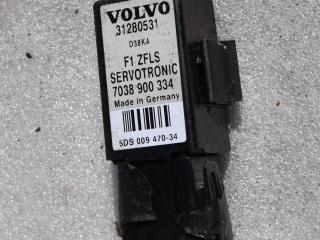 VOLVO
31280531
D38KA
F1 ZFLS
SERVOTRONIC
7038 900 334
Made in Germany
5DS 009 470-34